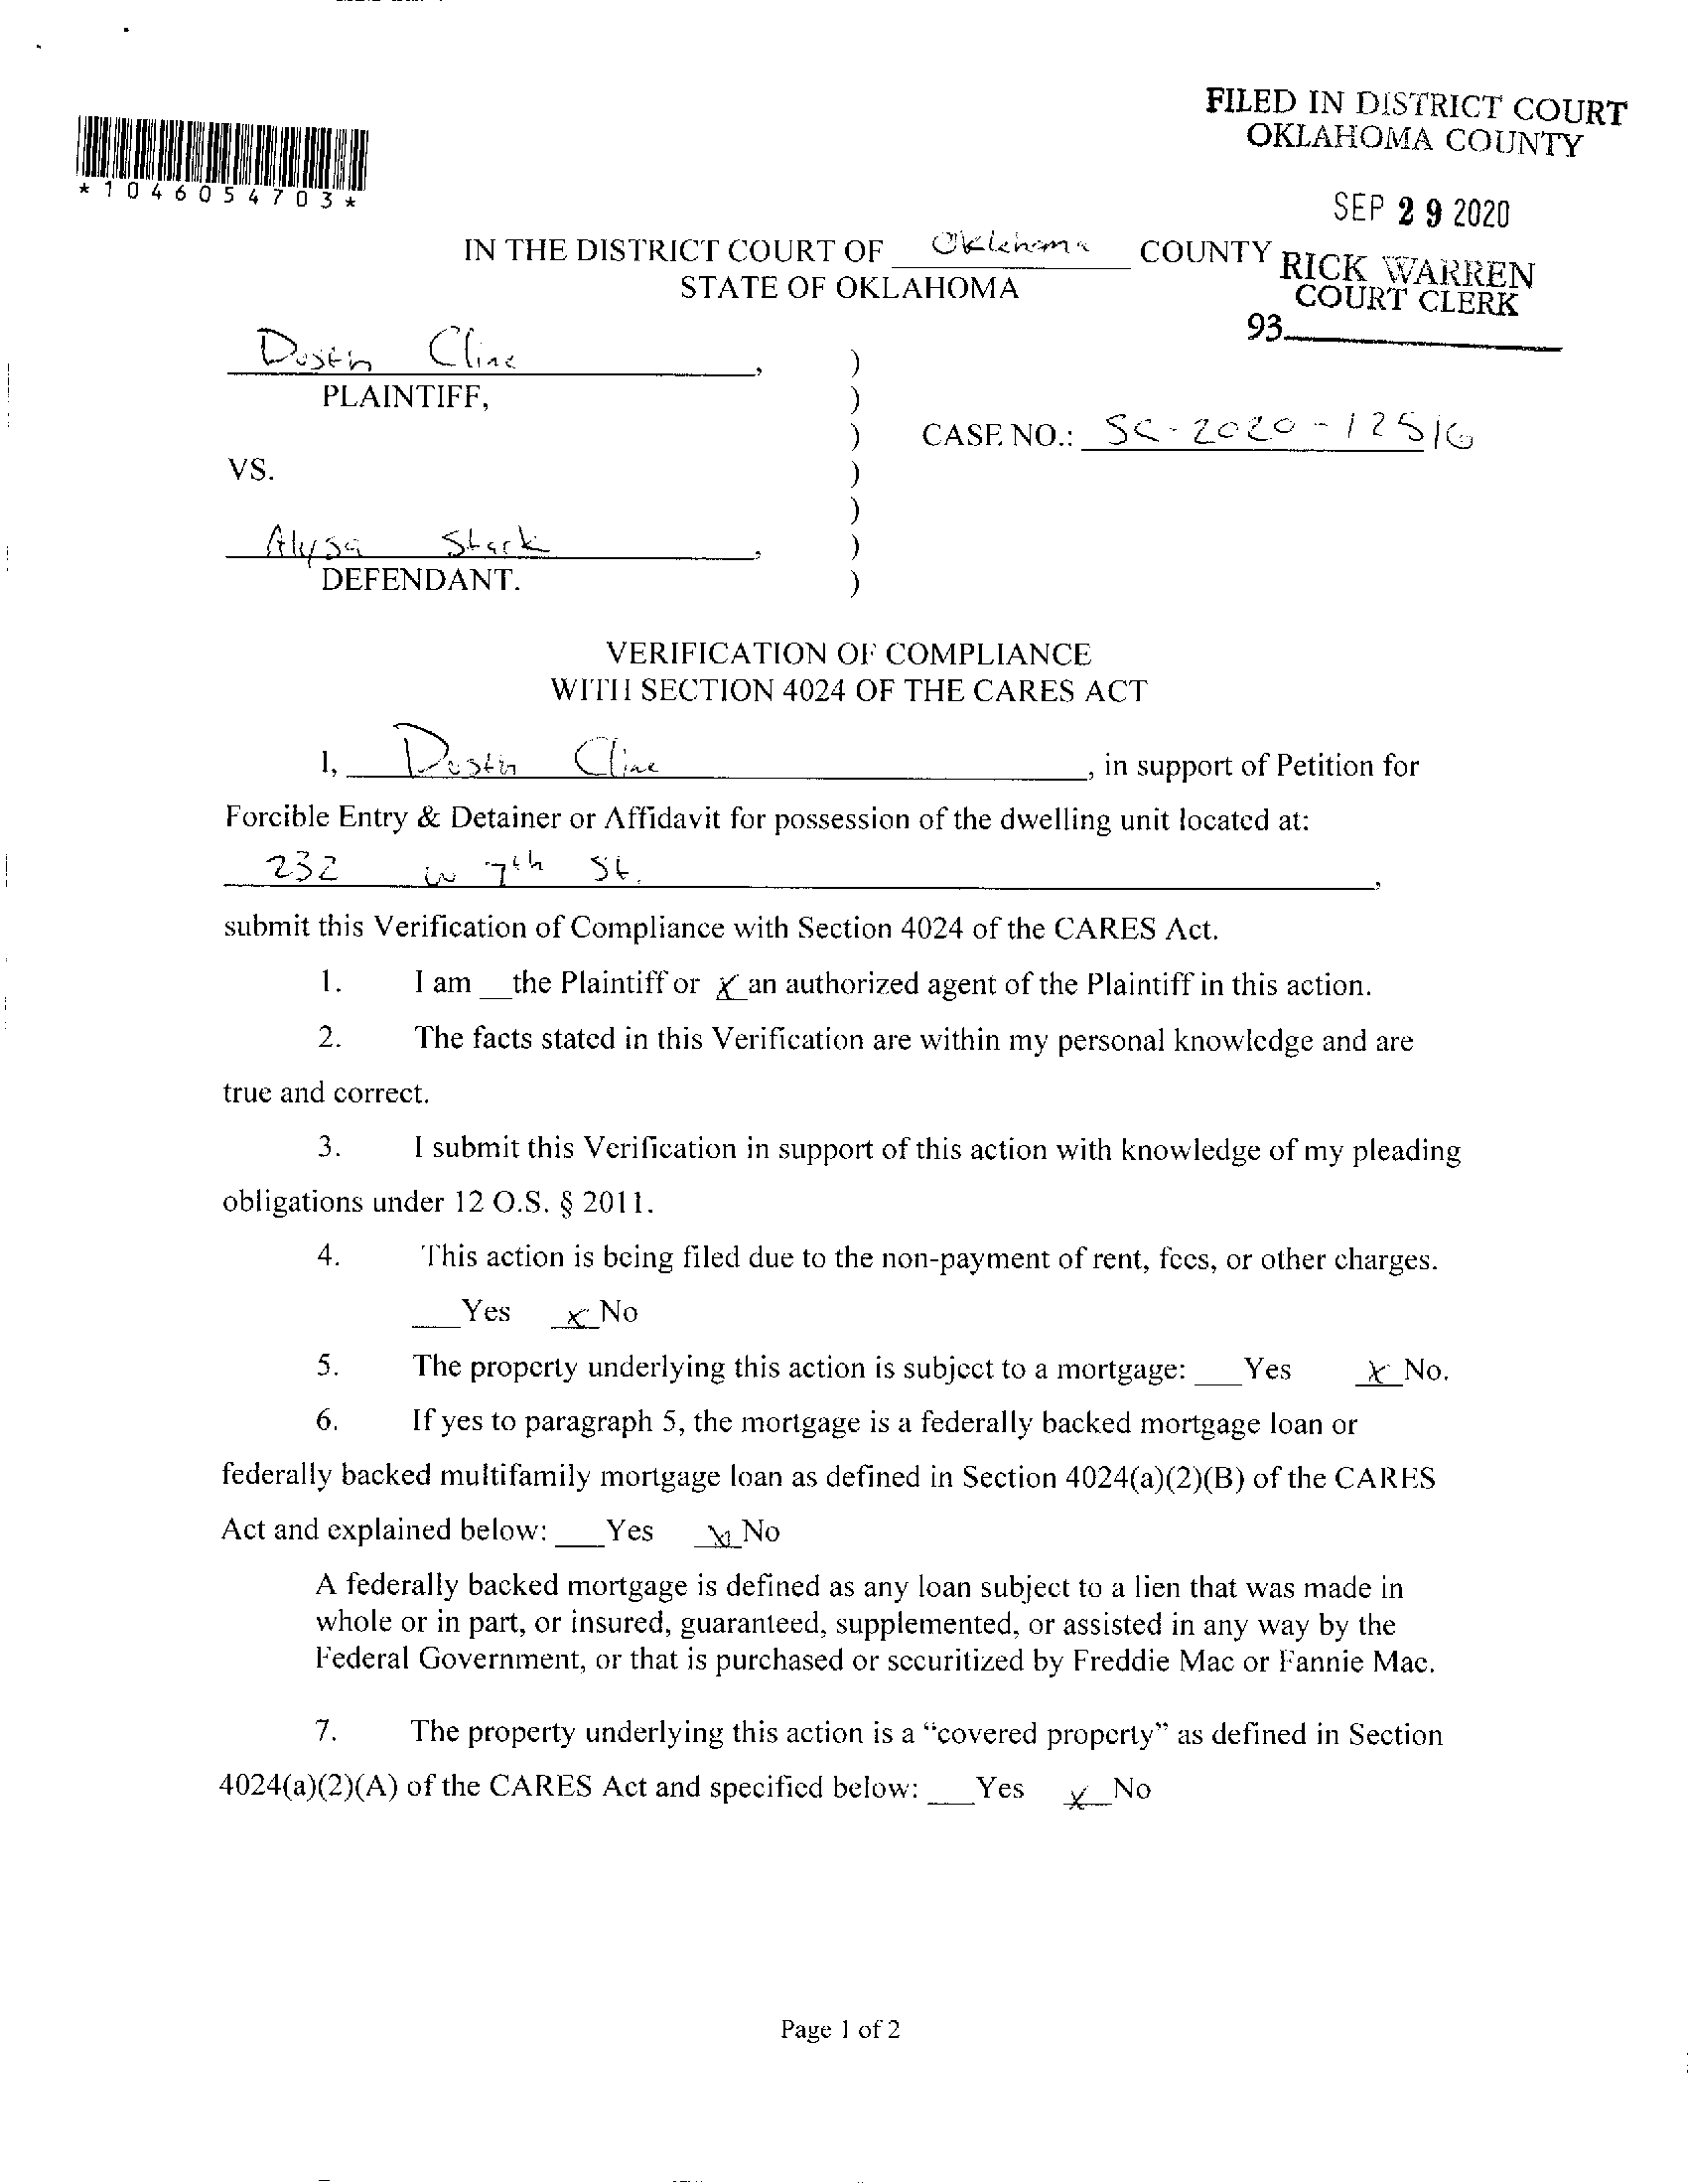 FILED IN DISTRICT COURT
OKLAHOMA COUNTY
*1046054703*
SEP 29 2020
IN THE DISTRICT COURT OF Oklahoma COUNTY
RICK WARREN
STATE OF OKLAHOMA
COURT CLERK
93
Dustin Cline,
PLAINTIFF,
CASE NO.: SC-2020-12516
VS.
Alysa Stark,
DEFENDANT.
)
)
)
)
)
)
)
VERIFICATION OF COMPLIANCE
WITH SECTION 4024 OF THE CARES ACT
I, Dustin Cline, in support of Petition for
Forcible Entry & Detainer or Affidavit for possession of the dwelling unit located at:
232 W 7th St.,
submit this Verification of Compliance with Section 4024 of the CARES Act.
1. I am __the Plaintiff or X an authorized agent of the Plaintiff in this action.
2. The facts stated in this Verification are within my personal knowledge and are
true and correct.
3. I submit this Verification in support of this action with knowledge of my pleading
obligations under 12 O.S. § 2011.
4. This action is being filed due to the non-payment of rent, fees, or other charges.
___Yes X No
5. The property underlying this action is subject to a mortgage: ___Yes X No.
6. If yes to paragraph 5, the mortgage is a federally backed mortgage loan or
federally backed multifamily mortgage loan as defined in Section 4024(a)(2)(B) of the CARES
Act and explained below: ___Yes X No
A federally backed mortgage is defined as any loan subject to a lien that was made in
whole or in part, or insured, guaranteed, supplemented, or assisted in any way by the
Federal Government, or that is purchased or securitized by Freddie Mac or Fannie Mac.
7. The property underlying this action is a “covered property” as defined in Section
4024(a)(2)(A) of the CARES Act and specified below: ___Yes X No
Page 1 of 2